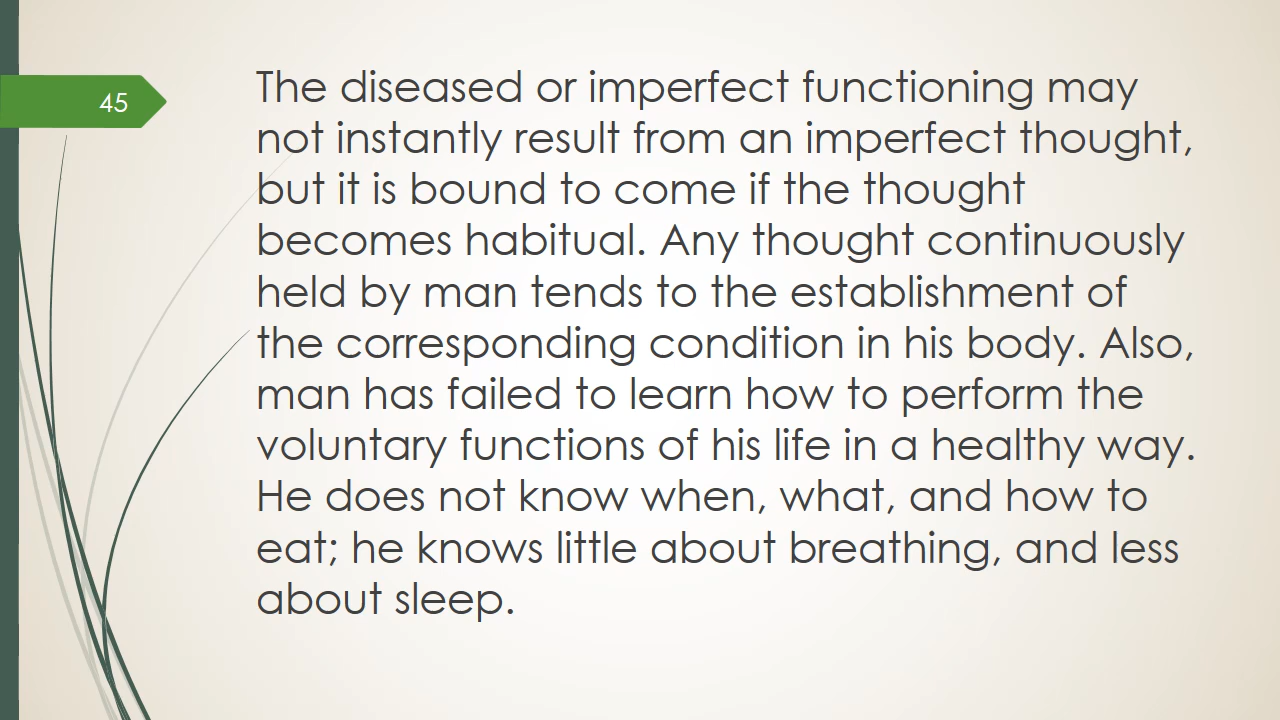 45
The diseased or imperfect functioning may
not instantly result from an imperfect thought,
but it is bound to come if the thought
becomes habitual. Any thought continuously
held by man tends to the establishment of
the corresponding condition in his body. Also,
man has failed to learn how to perform the
voluntary functions of his life in a healthy way.
He does not know when, what, and how to
eat; he knows little about breathing, and less
about sleep.